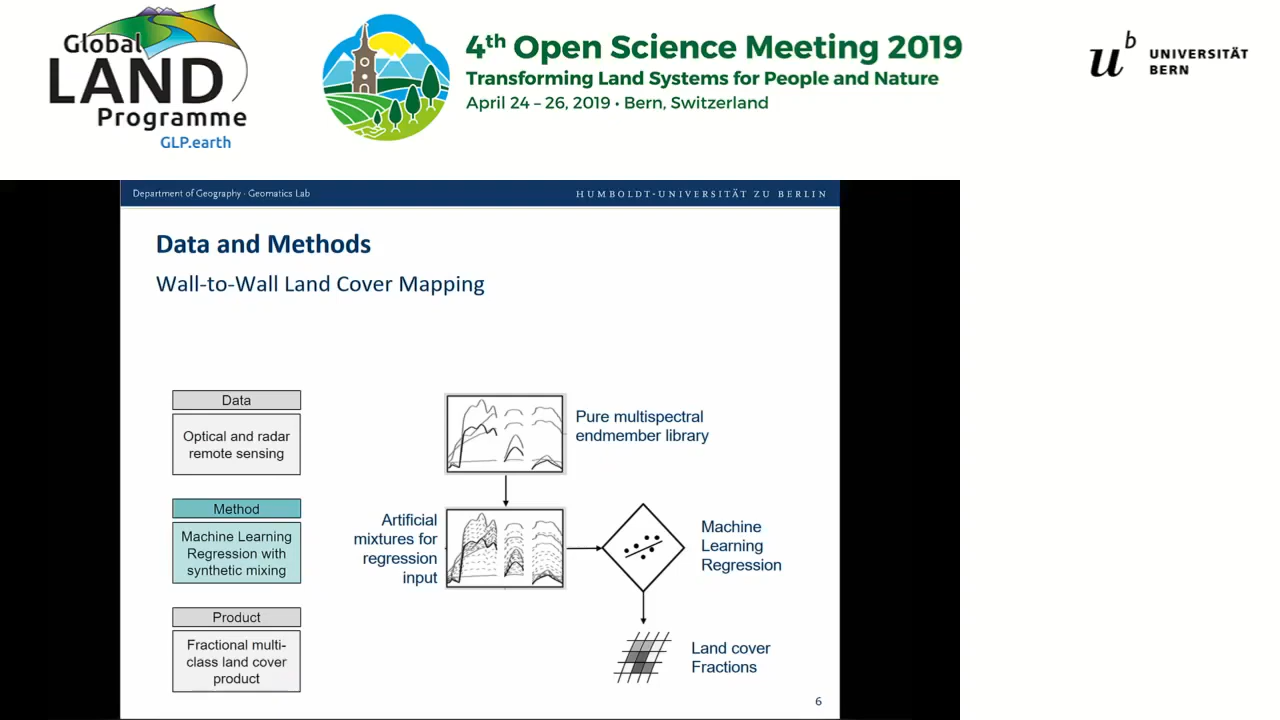 Global
LAND
Programme
GLP.earth
4th Open Science Meeting 2019
Transforming Land Systems for People and Nature
April 24 – 26, 2019 • Bern, Switzerland
u b
UNIVERSITÄT
BERN
Department of Geography · Geomatics Lab
HUMBOLDT-UNIVERSITÄT ZU BERLIN
Data and Methods
Wall-to-Wall Land Cover Mapping
Data
Optical and radar
remote sensing
Method
Machine Learning
Regression with
synthetic mixing
Product
Fractional multi-
class land cover
product
Pure multispectral
endmember library
Artificial
mixtures for
regression
input
Machine
Learning
Regression
Land cover
Fractions
6